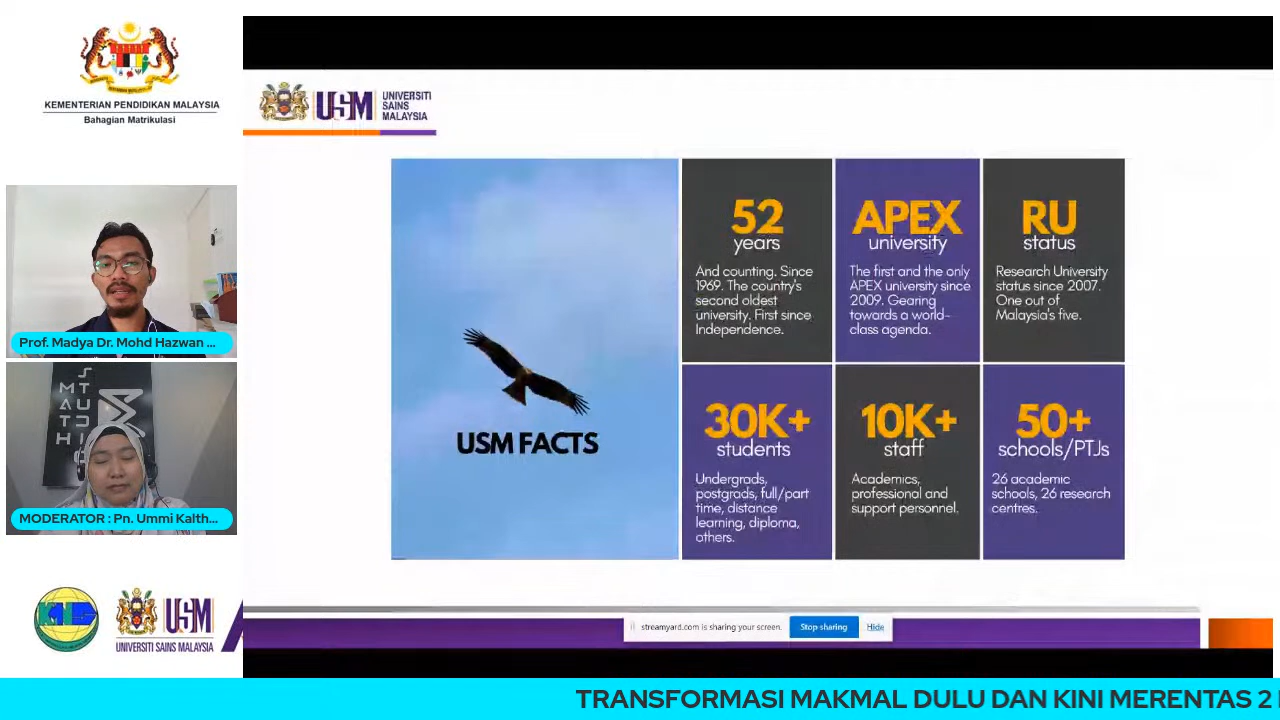 KEMENTERIAN PENDIDIKAN MALAYSIA
Bahagian Matrikulasi
Prof. Madya Dr. Mohd Hazwan ...
MATH
STUDIO
MODERATOR : Pn. Ummi Kalth...
USM
UNIVERSITI SAINS MALAYSIA
USM
UNIVERSITI
SAINS
MALAYSIA
USM FACTS
52
years
And counting. Since
1969. The country's
second oldest
university. First since
Independence.
APEX
university
The first and the only
APEX university since
2009. Gearing
towards a world-
class agenda.
RU
status
Research University
status since 2007.
One out of
Malaysia's five.
30K+
students
Undergrads,
postgrads, full/part
time, distance
learning, diploma,
others.
10K+
staff
Academics,
professional and
support personnel.
50+
schools/PTJs
26 academic
schools, 26 research
centres.
streamyard.com is sharing your screen.
Stop sharing
Hide
TRANSFORMASI MAKMAL DULU DAN KINI MERENTAS 2